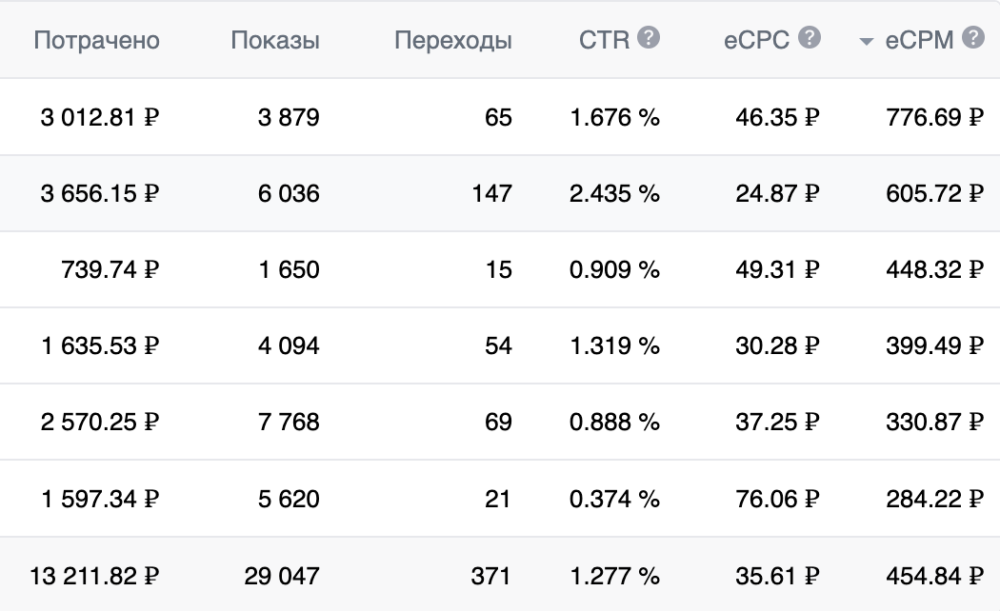 Потрачено Показы Переходы CTR ? eCPC ? eCPM ?
3 012.81 ₽ 3 879 65 1.676 % 46.35 ₽ 776.69 ₽
3 656.15 ₽ 6 036 147 2.435 % 24.87 ₽ 605.72 ₽
739.74 ₽ 1 650 15 0.909 % 49.31 ₽ 448.32 ₽
1 635.53 ₽ 4 094 54 1.319 % 30.28 ₽ 399.49 ₽
2 570.25 ₽ 7 768 69 0.888 % 37.25 ₽ 330.87 ₽
1 597.34 ₽ 5 620 21 0.374 % 76.06 ₽ 284.22 ₽
13 211.82 ₽ 29 047 371 1.277 % 35.61 ₽ 454.84 ₽